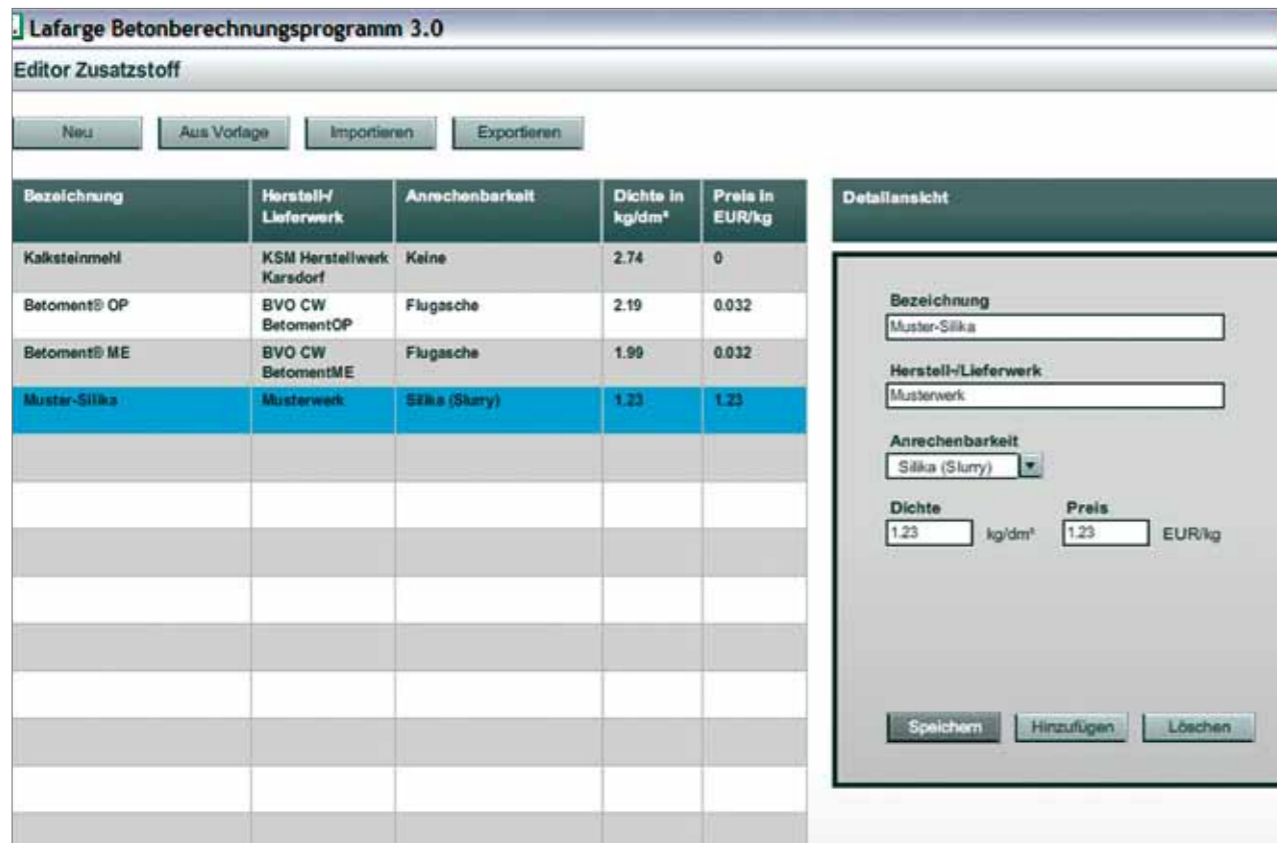 Lafarge Betonberechnungsprogramm 3.0
Editor Zusatzstoff
Neu Aus Vorlage Importieren Exportieren
Bezeichnung Herstell-/ Anrechenbarkeit Dichte in Preis in
Lieferwerk kg/dm³ EUR/kg
Kalksteinmehl KSM Herstellwerk Keine 2.74 0
Karsdorf
Betoment® OP BVO CW Flugasche 2.19 0.032
BetomentOP
Betoment® ME BVO CW Flugasche 1.99 0.032
BetomentME
Muster-Silika Musterwerk Silika (Slurry) 1.23 1.23
Detailansicht
Bezeichnung
Muster-Silika
Herstell-/Lieferwerk
Musterwerk
Anrechenbarkeit
Silika (Slurry)
Dichte Preis
1.23 kg/dm³ 1.23 EUR/kg
Speichern Hinzufügen Löschen